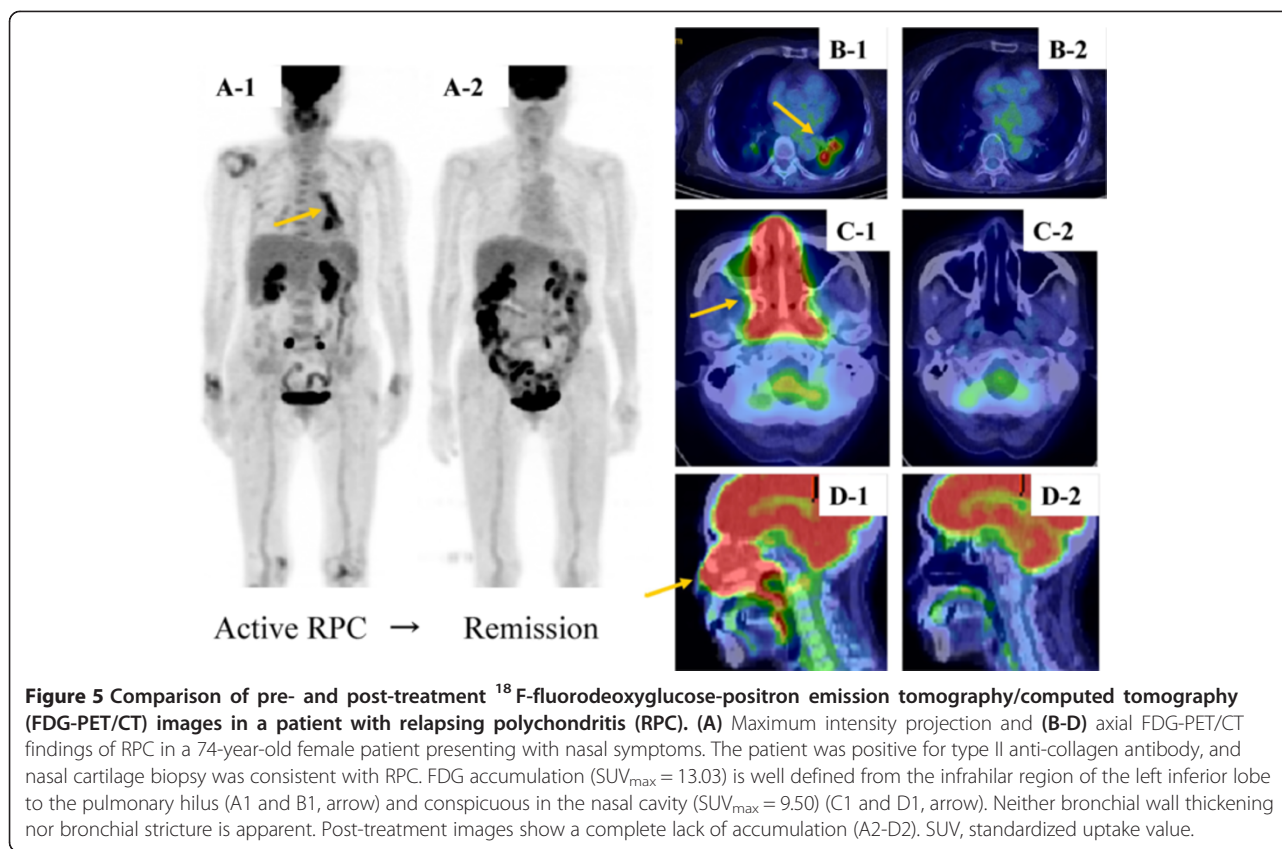 A-1
A-2
B-1
B-2
C-1
C-2
D-1
D-2
Active RPC → Remission
Figure 5 Comparison of pre- and post-treatment ¹⁸F-fluorodeoxyglucose-positron emission tomography/computed tomography
(FDG-PET/CT) images in a patient with relapsing polychondritis (RPC). (A) Maximum intensity projection and (B-D) axial FDG-PET/CT
findings of RPC in a 74-year-old female patient presenting with nasal symptoms. The patient was positive for type II anti-collagen antibody, and
nasal cartilage biopsy was consistent with RPC. FDG accumulation (SUVmax = 13.03) is well defined from the infrahilar region of the left inferior lobe
to the pulmonary hilus (A1 and B1, arrow) and conspicuous in the nasal cavity (SUVmax = 9.50) (C1 and D1, arrow). Neither bronchial wall thickening
nor bronchial stricture is apparent. Post-treatment images show a complete lack of accumulation (A2-D2). SUV, standardized uptake value.